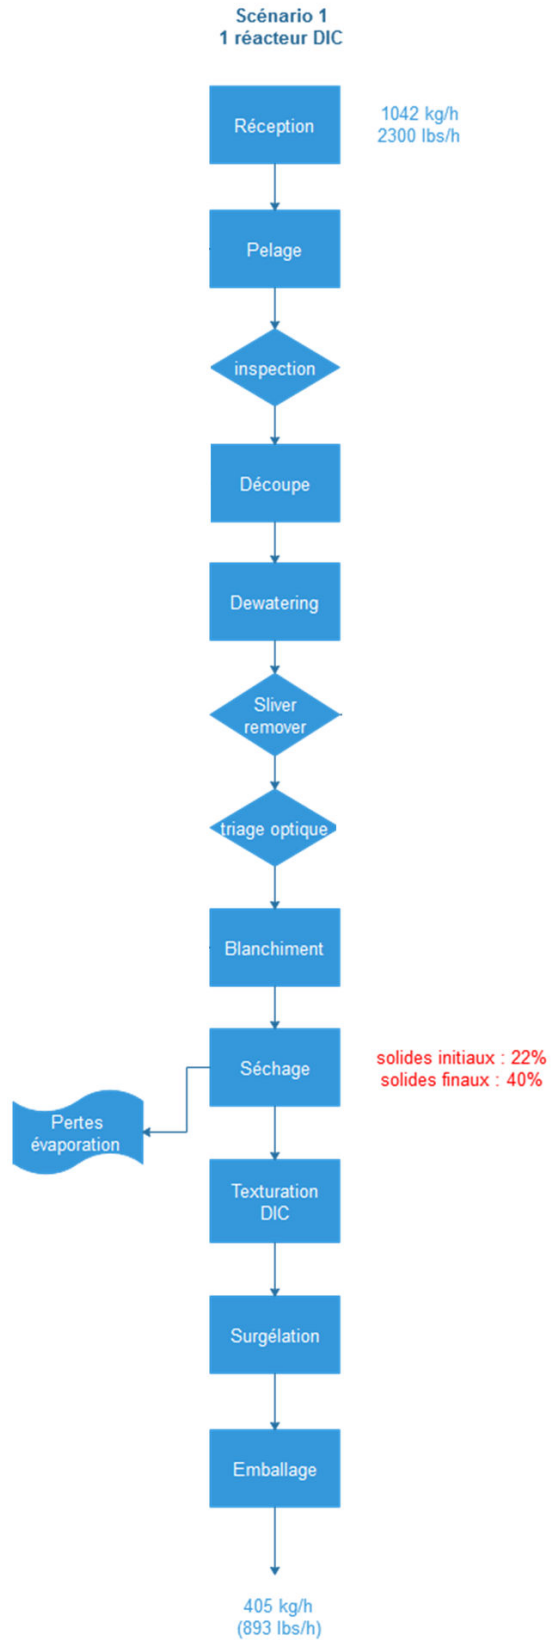 Scénario 1
1 réacteur DIC
Réception
1042 kg/h
2300 lbs/h
Pelage
inspection
Découpe
Dewatering
Sliver
remover
triage optique
Blanchiment
Séchage
solides initiaux : 22%
solides finaux : 40%
Pertes
évaporation
Texturation
DIC
Surgélation
Emballage
405 kg/h
(893 lbs/h)